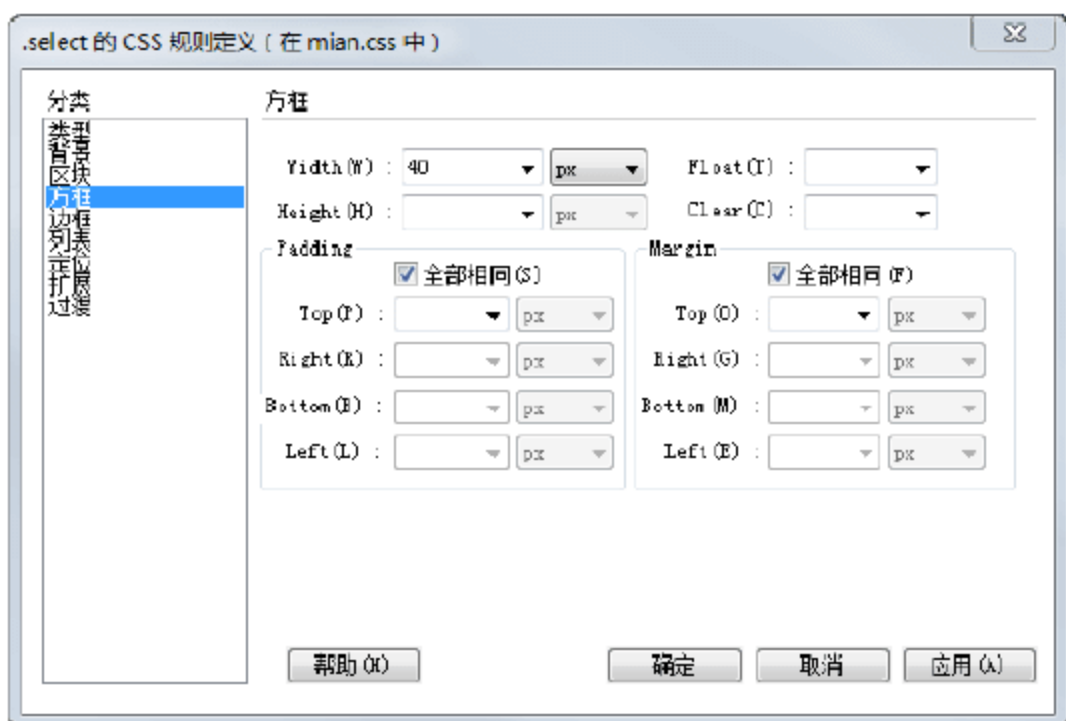 .select 的 CSS 规则定义（在 mian.css 中）
分类
类型
背景
区块
方框
边框
列表
定位
扩展
过渡
方框
Width(W) : 40 px Float(T) :
Height(H) : px Clear(C) :
Padding Margin
全部相同(S) 全部相同(F)
Top(P) : px Top(O) : px
Right(R) : px Right(G) : px
Bottom(B) : px Bottom(M) : px
Left(L) : px Left(E) : px
帮助(H) 确定 取消 应用(A)